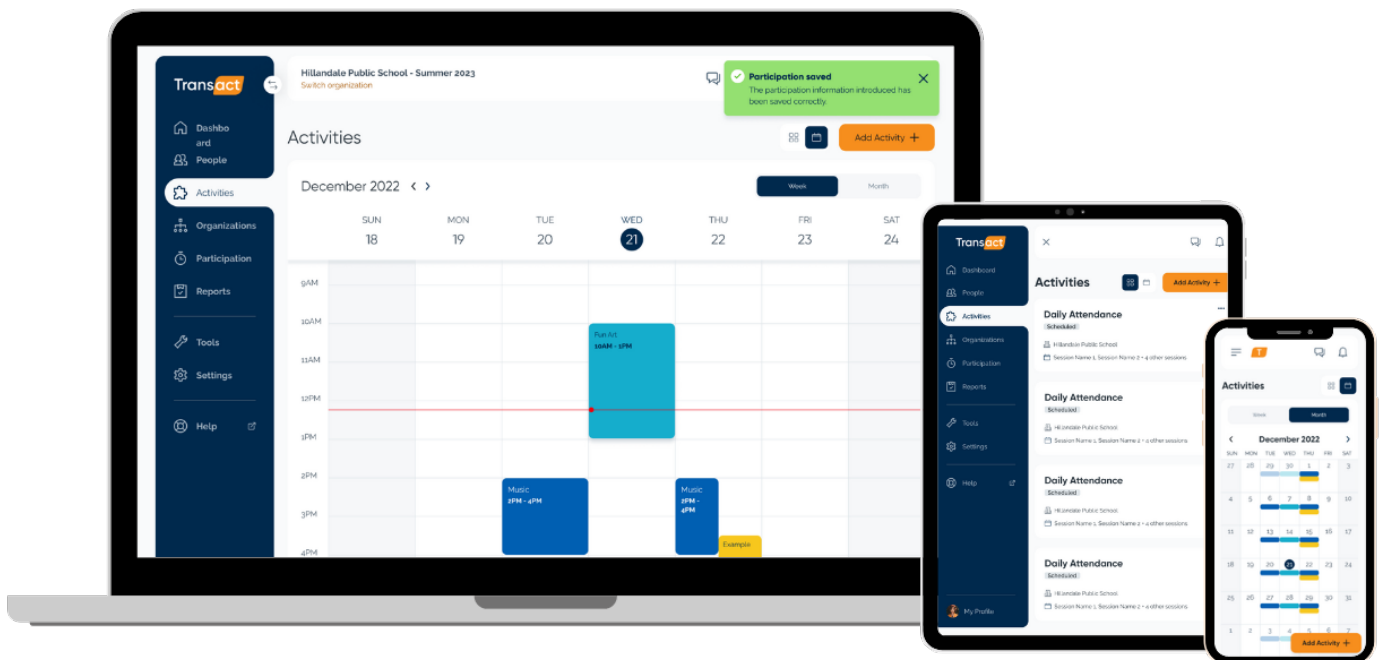 Transact
Hillandale Public School - Summer 2023
Switch organization
Participation saved
The participation information introduced has
been saved correctly.
Dashbo
ard
People
Activities
Organizations
Participation
Reports
Tools
Settings
Help
Activities
Add Activity +
December 2022
Week
Month
SUN MON TUE WED THU FRI SAT
18 19 20 21 22 23 24
9AM
10AM
11AM
12PM
1PM
2PM
3PM
4PM
Fun Art
10AM - 1PM
Music
2PM - 4PM
Music
2PM -
4PM
Example
Transact
Dashboard
People
Activities
Organizations
Participation
Reports
Tools
Settings
Help
My Profile
Activities
Add Activity +
Daily Attendance
Scheduled
Hillandale Public School
Session Name 1, Session Name 2 + 4 other sessions
Daily Attendance
Scheduled
Hillandale Public School
Session Name 1, Session Name 2 + 4 other sessions
Daily Attendance
Scheduled
Hillandale Public School
Session Name 1, Session Name 2 + 4 other sessions
Daily Attendance
Scheduled
Hillandale Public School
Session Name 1, Session Name 2 + 4 other sessions
T
Activities
Week
Month
December 2022
SUN MON TUE WED THU FRI SAT
27 28 29 30 1 2 3
4 5 6 7 8 9 10
11 12 13 14 15 16 17
18 19 20 21 22 23 24
25 26 27 28 29 30 31
1 2 3 4 5 6 7
Add Activity +